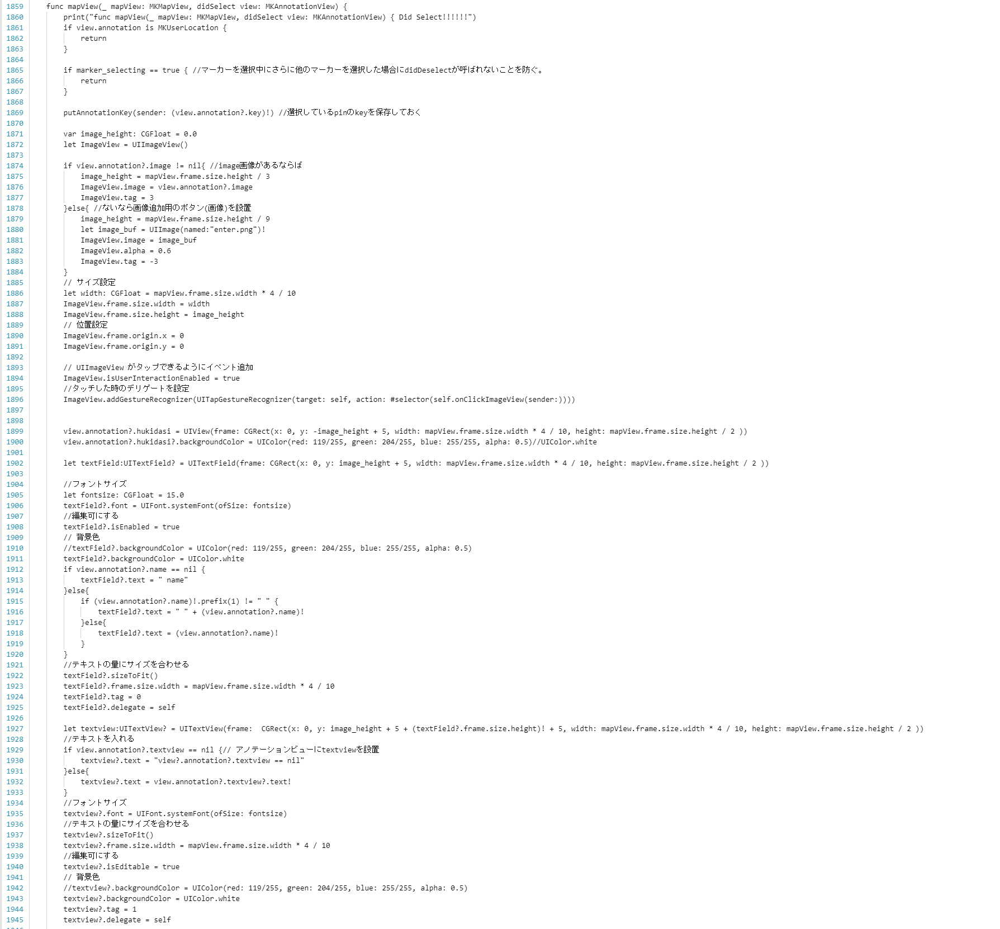 1859 func mapView(_ mapView: MKMapView, didSelect view: MKAnnotationView) {
1860 print("func mapView(_ mapView: MKMapView, didSelect view: MKAnnotationView) { Did Select!!!!!!")
1861 if view.annotation is MKUserLocation {
1862 return
1863 }
1864
1865 if marker_selecting == true { //マーカーを選択中にさらに他のマーカーを選択した場合にdidDeselectが呼ばれないことを防ぐ。
1866 return
1867 }
1868
1869 putAnnotationKey(sender: (view.annotation?.key)!) //選択しているpinのkeyを保存しておく
1870
1871 var image_height: CGFloat = 0.0
1872 let ImageView = UIImageView()
1873
1874 if view.annotation?.image != nil{ //image画像があるならば
1875 image_height = mapView.frame.size.height / 3
1876 ImageView.image = view.annotation?.image
1877 ImageView.tag = 3
1878 }else{ //ないなら画像追加用のボタン(画像)を設置
1879 image_height = mapView.frame.size.height / 9
1880 let image_buf = UIImage(named:"enter.png")!
1881 ImageView.image = image_buf
1882 ImageView.alpha = 0.6
1883 ImageView.tag = -3
1884 }
1885 // サイズ設定
1886 let width: CGFloat = mapView.frame.size.width * 4 / 10
1887 ImageView.frame.size.width = width
1888 ImageView.frame.size.height = image_height
1889 // 位置設定
1890 ImageView.frame.origin.x = 0
1891 ImageView.frame.origin.y = 0
1892
1893 // UIImageView がタップできるようにイベント追加
1894 ImageView.isUserInteractionEnabled = true
1895 //タッチした時のデリゲートを設定
1896 ImageView.addGestureRecognizer(UITapGestureRecognizer(target: self, action: #selector(self.onClickImageView(sender:))))
1897
1898
1899 view.annotation?.hukidasi = UIView(frame: CGRect(x: 0, y: -image_height + 5, width: mapView.frame.size.width * 4 / 10, height: mapView.frame.size.height / 2 ))
1900 view.annotation?.hukidasi?.backgroundColor = UIColor(red: 119/255, green: 204/255, blue: 255/255, alpha: 0.5)//UIColor.white
1901
1902 let textField:UITextField? = UITextField(frame: CGRect(x: 0, y: image_height + 5, width: mapView.frame.size.width * 4 / 10, height: mapView.frame.size.height / 2 ))
1903
1904 //フォントサイズ
1905 let fontsize: CGFloat = 15.0
1906 textField?.font = UIFont.systemFont(ofSize: fontsize)
1907 //編集可にする
1908 textField?.isEnabled = true
1909 // 背景色
1910 //textField?.backgroundColor = UIColor(red: 119/255, green: 204/255, blue: 255/255, alpha: 0.5)
1911 textField?.backgroundColor = UIColor.white
1912 if view.annotation?.name == nil {
1913 textField?.text = " name"
1914 }else{
1915 if (view.annotation?.name)!.prefix(1) != " " {
1916 textField?.text = " " + (view.annotation?.name)!
1917 }else{
1918 textField?.text = (view.annotation?.name)!
1919 }
1920 }
1921 //テキストの量にサイズを合わせる
1922 textField?.sizeToFit()
1923 textField?.frame.size.width = mapView.frame.size.width * 4 / 10
1924 textField?.tag = 0
1925 textField?.delegate = self
1926
1927 let textview:UITextView? = UITextView(frame:  CGRect(x: 0, y: image_height + 5 + (textField?.frame.size.height)! + 5, width: mapView.frame.size.width * 4 / 10, height: mapView.frame.size.height / 2 ))
1928 //テキストを入れる
1929 if view.annotation?.textview == nil {// アノテーションビューにtextviewを設置
1930 textview?.text = "view?.annotation?.textview == nil"
1931 }else{
1932 textview?.text = view.annotation?.textview?.text!
1933 }
1934 //フォントサイズ
1935 textview?.font = UIFont.systemFont(ofSize: fontsize)
1936 //テキストの量にサイズを合わせる
1937 textview?.sizeToFit()
1938 textview?.frame.size.width = mapView.frame.size.width * 4 / 10
1939 //編集可にする
1940 textview?.isEditable = true
1941 // 背景色
1942 //textview?.backgroundColor = UIColor(red: 119/255, green: 204/255, blue: 255/255, alpha: 0.5)
1943 textview?.backgroundColor = UIColor.white
1944 textview?.tag = 1
1945 textview?.delegate = self